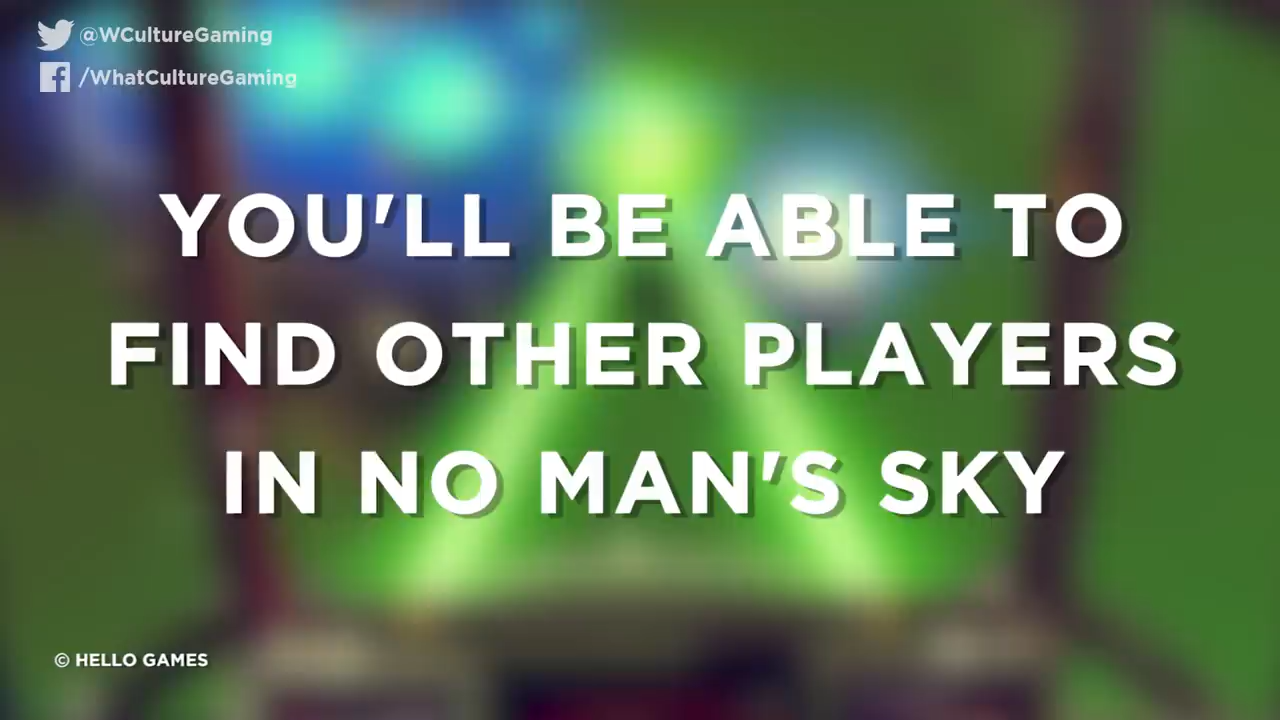 @WCultureGaming
/WhatCultureGaming
YOU'LL BE ABLE TO
FIND OTHER PLAYERS
IN NO MAN'S SKY
© HELLO GAMES